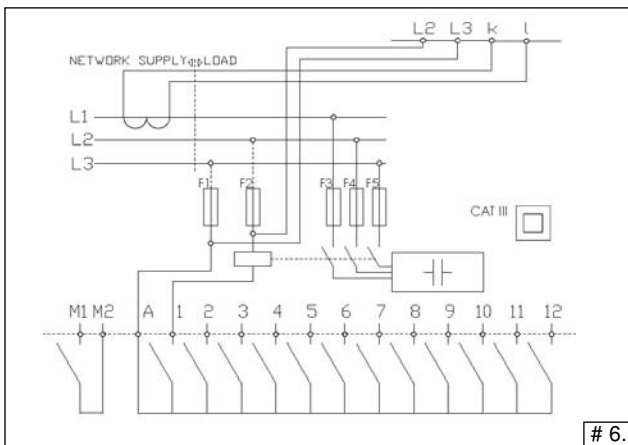 L2 L3 k l
NETWORK SUPPLY⇔LOAD
L1
L2
L3
F1 F2 F3 F4 F5
CAT III
M1 M2 A 1 2 3 4 5 6 7 8 9 10 11 12
# 6.